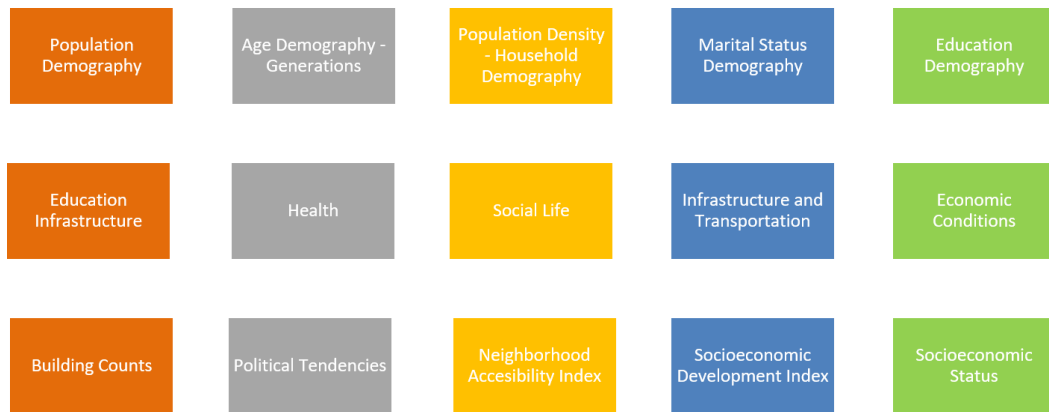 Population
Demography
Age Demography -
Generations
Population Density
- Household
Demography
Marital Status
Demography
Education
Demography
Education
Infrastructure
Health
Social Life
Infrastructure and
Transportation
Economic
Conditions
Building Counts
Political Tendencies
Neighborhood
Accesibility Index
Socioeconomic
Development Index
Socioeconomic
Status